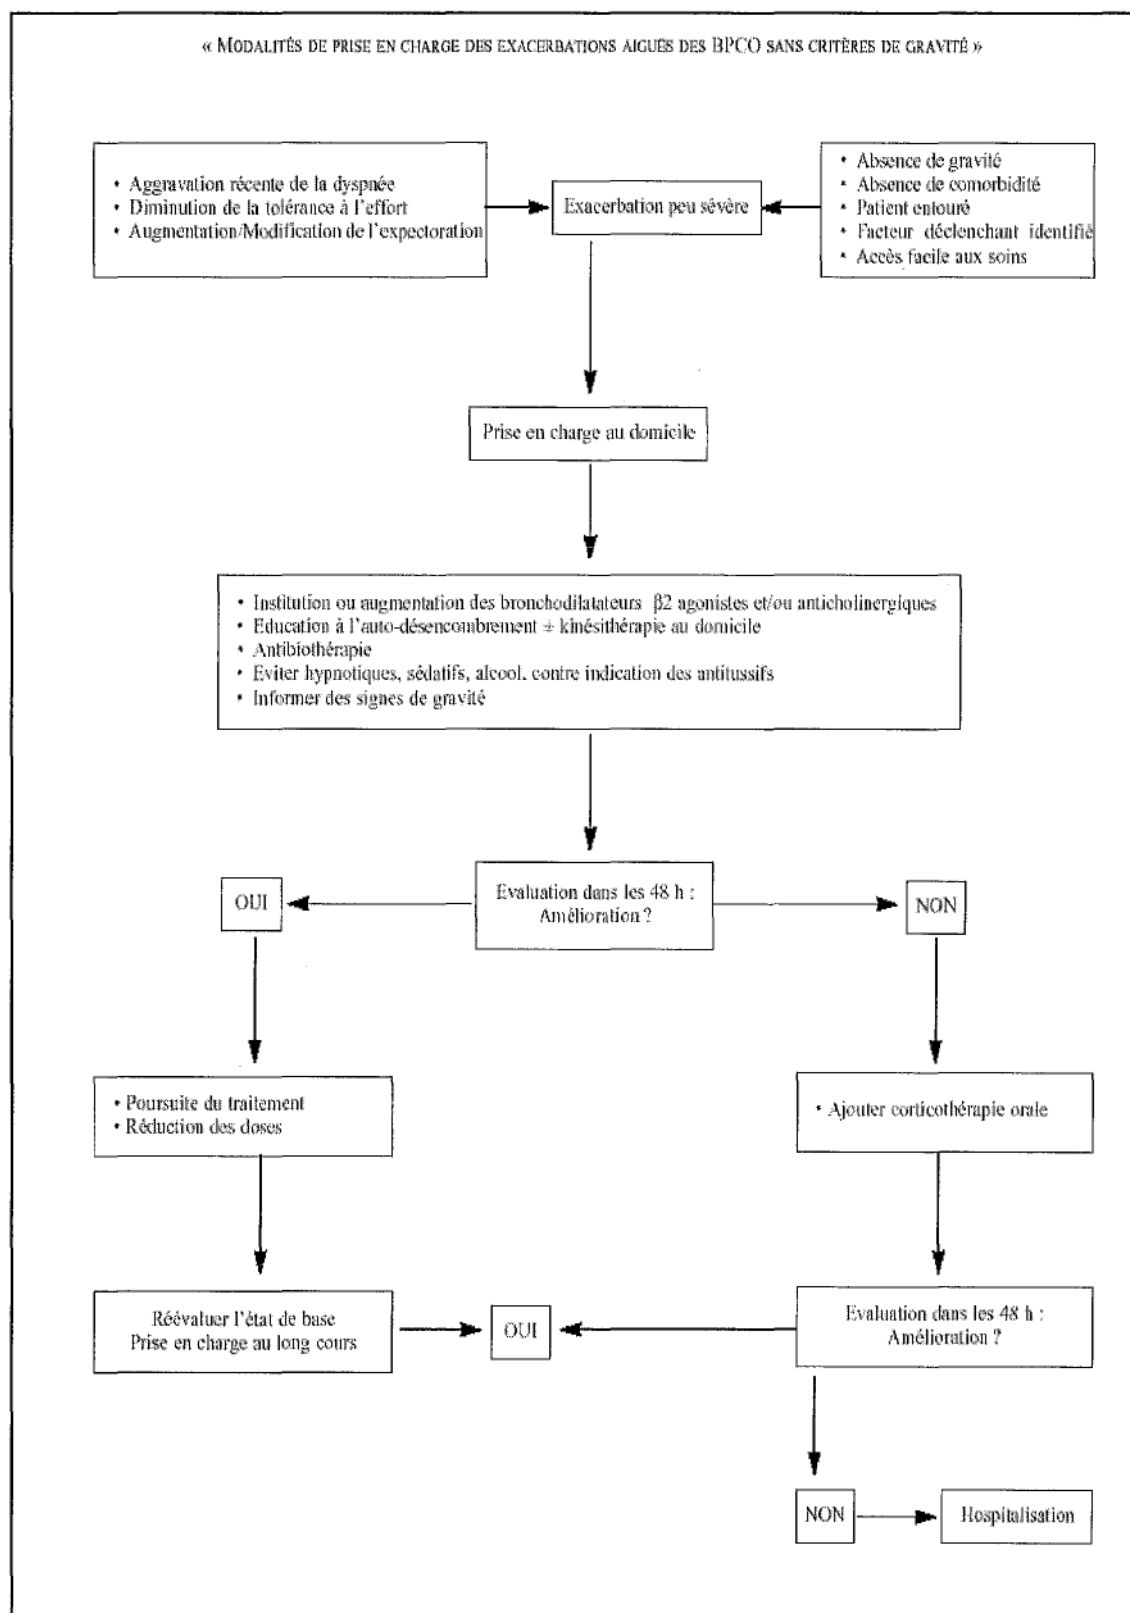 « MODALITÉS DE PRISE EN CHARGE DES EXACERBATIONS AIGUËS DES BPCO SANS CRITÈRES DE GRAVITÉ »
• Aggravation récente de la dyspnée
• Diminution de la tolérance à l'effort
• Augmentation/Modification de l'expectoration
Exacerbation peu sévère
• Absence de gravité
• Absence de comorbidité
• Patient entouré
• Facteur déclenchant identifié
• Accès facile aux soins
Prise en charge au domicile
• Institution ou augmentation des bronchodilatateurs β2 agonistes et/ou anticholinergiques
• Education à l'auto-désencombrement ± kinésithérapie au domicile
• Antibiothérapie
• Eviter hypnotiques, sédatifs, alcool, contre indication des antitussifs
• Informer des signes de gravité
OUI
Evaluation dans les 48 h :
Amélioration ?
NON
• Poursuite du traitement
• Réduction des doses
• Ajouter corticothérapie orale
Réévaluer l'état de base
Prise en charge au long cours
OUI
Evaluation dans les 48 h :
Amélioration ?
NON
Hospitalisation